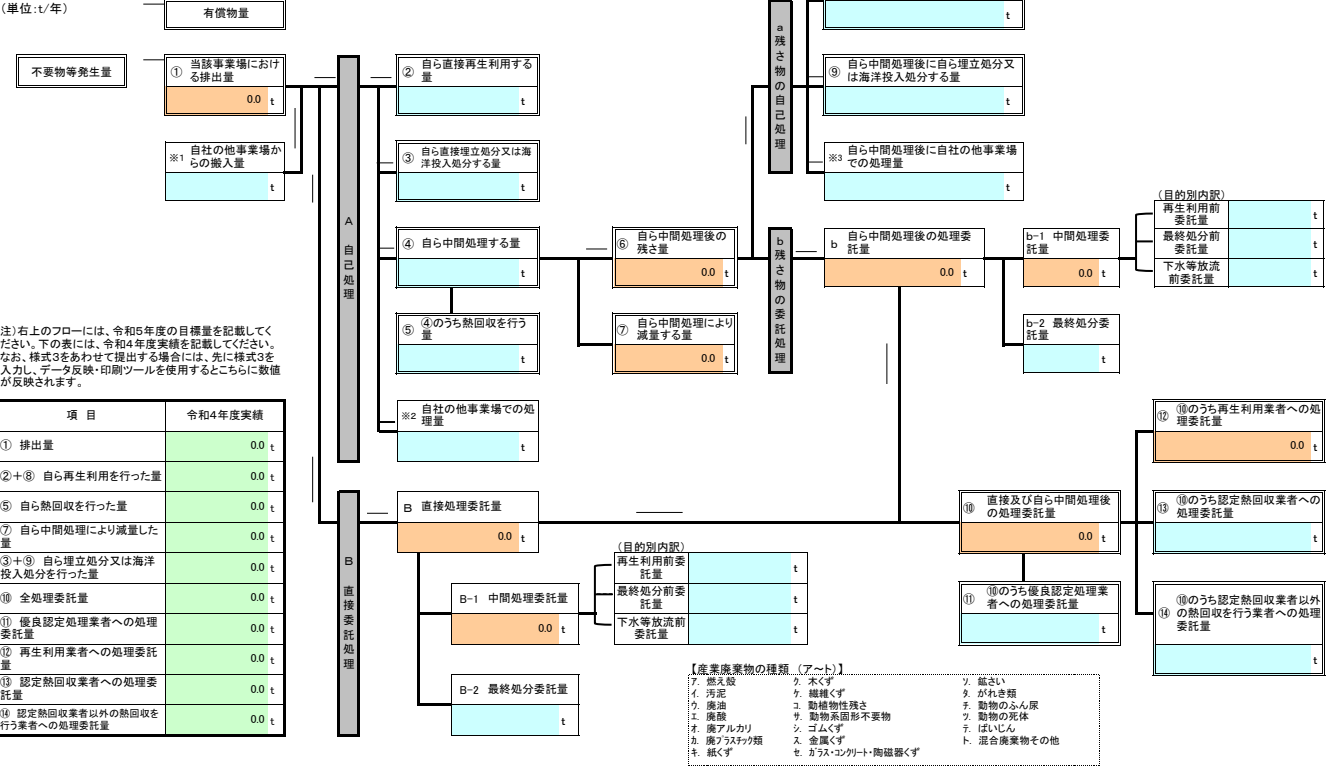 (単位:t/年)
有償物量
t
不要物等発生量
① 当該事業場におけ
る排出量
0.0 t
※1 自社の他事業場か
らの搬入量
t
A 自己処理
② 自ら直接再生利用する
量
t
③ 自ら直接埋立処分又は海
洋投入処分する量
t
④ 自ら中間処理する量
t
⑤ ④のうち熱回収を行う
量
t
※2 自社の他事業場での処
理量
t
⑥ 自ら中間処理後の
残さ量
0.0 t
⑦ 自ら中間処理により
減量する量
0.0 t
a 残さ物の自己処理
⑨ 自ら中間処理後に自ら埋立処分又
は海洋投入処分する量
t
※3 自ら中間処理後に自社の他事業場
での処理量
t
b 残さ物の委託処理
b 自ら中間処理後の処理委
託量
0.0 t
b-1 中間処理委
託量
0.0 t
b-2 最終処分委
託量
t
(目的別内訳)
再生利用前
委託量
t
最終処分前
委託量
t
下水等放流
前委託量
t
注)右上のフローには、令和5年度の目標量を記載してく
ださい。下の表には、令和4年度実績を記載してください。
なお、様式3をあわせて提出する場合には、先に様式3を
入力し、データ反映・印刷ツールを使用するとこちらに数値
が反映されます。
項 目 令和4年度実績
① 排出量 0.0 t
②+⑧ 自ら再生利用を行った量 0.0 t
⑤ 自ら熱回収を行った量 0.0 t
⑦ 自ら中間処理により減量した
量 0.0 t
③+⑨ 自ら埋立処分又は海洋
投入処分を行った量 0.0 t
⑩ 全処理委託量 0.0 t
⑪ 優良認定処理業者への処理
委託量 0.0 t
⑫ 再生利用業者への処理委託
量 0.0 t
⑬ 認定熱回収業者への処理委
託量 0.0 t
⑭ 認定熱回収業者以外の熱回収を
行う業者への処理委託量 0.0 t
B 直接委託処理
B 直接処理委託量
0.0 t
B-1 中間処理委託量
0.0 t
B-2 最終処分委託量
t
(目的別内訳)
再生利用前委
託量
t
最終処分前委
託量
t
下水等放流前
委託量
t
⑩ 直接及び自ら中間処理後
の処理委託量
0.0 t
⑪ ⑩のうち優良認定処理業
者への処理委託量
t
⑫ ⑩のうち再生利用業者への処
理委託量
0.0 t
⑬ ⑩のうち認定熱回収業者への
処理委託量
t
⑭ ⑩のうち認定熱回収業者以外
の熱回収を行う業者への処理
委託量
t
【産業廃棄物の種類 (ア~ト)】
ア. 燃え殻
イ. 汚泥
ウ. 廃油
エ. 廃酸
オ. 廃アルカリ
カ. 廃プラスチック類
キ. 紙くず
ク. 木くず
ケ. 繊維くず
コ. 動植物性残さ
サ. 動物系固形不要物
シ. ゴムくず
ス. 金属くず
セ. ガラス・コンクリート・陶磁器くず
ソ. 鉱さい
タ. がれき類
チ. 動物のふん尿
ツ. 動物の死体
テ. ばいじん
ト. 混合廃棄物その他